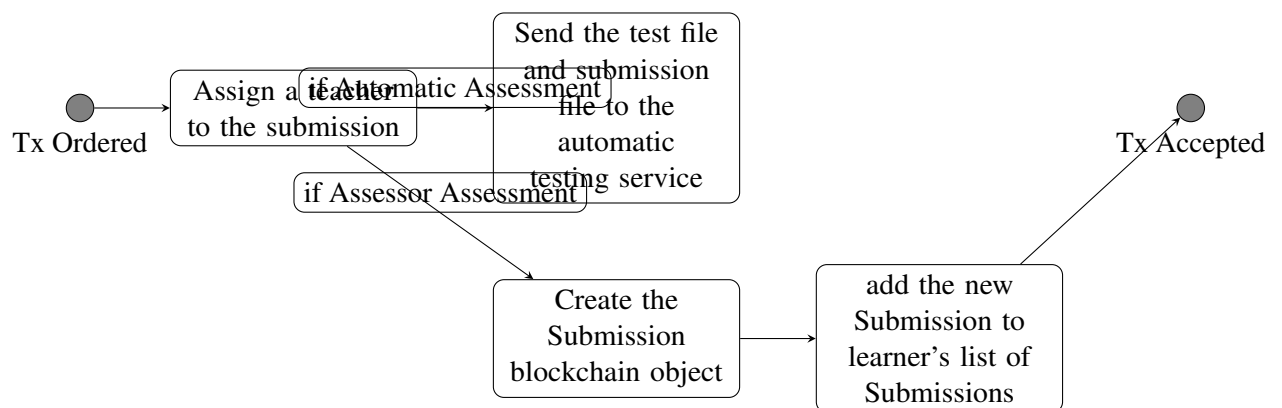 Tx Ordered
Assign a teacher
to the submission
if Automatic Assessment
Send the test file
and submission
file to the
automatic
testing service
if Assessor Assessment
Create the
Submission
blockchain object
add the new
Submission to
learner's list of
Submissions
Tx Accepted